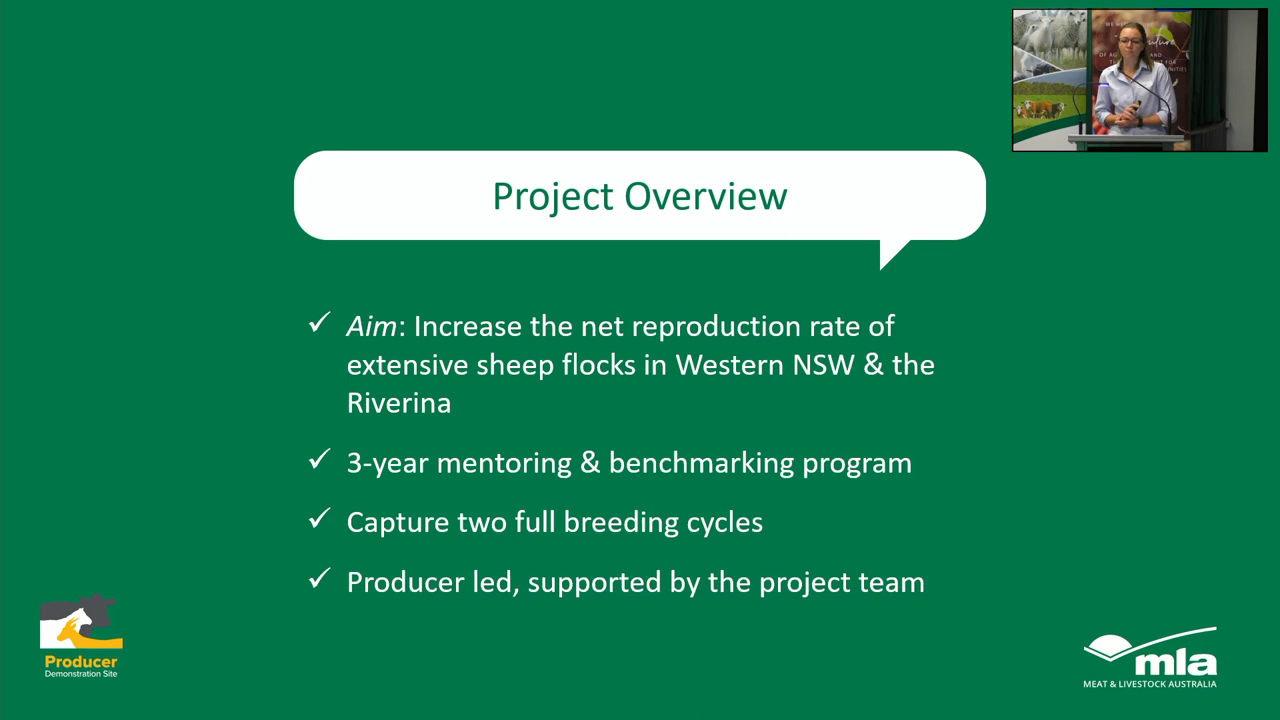 Project Overview
✓ Aim: Increase the net reproduction rate of
extensive sheep flocks in Western NSW & the
Riverina
✓ 3-year mentoring & benchmarking program
✓ Capture two full breeding cycles
✓ Producer led, supported by the project team
Producer
Demonstration Site
mla
MEAT & LIVESTOCK AUSTRALIA